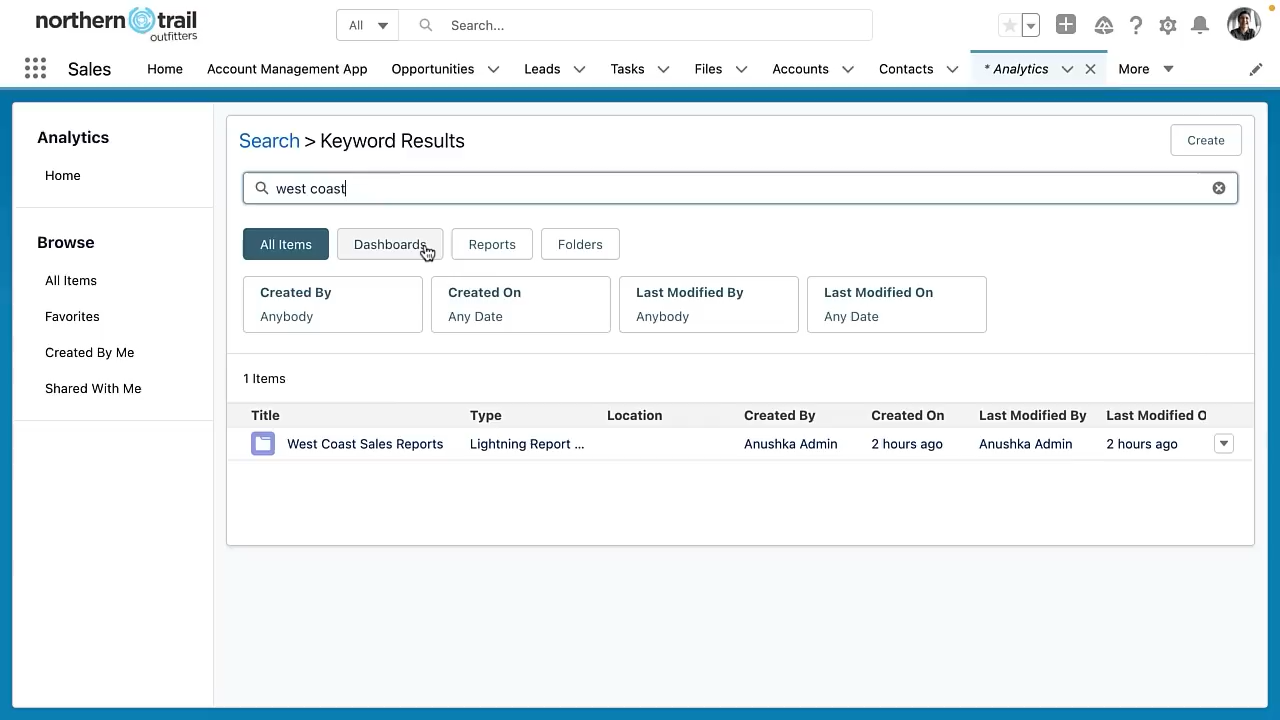 northern trail
outfitters
All
Search...
Sales
Home
Account Management App
Opportunities
Leads
Tasks
Files
Accounts
Contacts
* Analytics
More
Analytics
Home
Browse
All Items
Favorites
Created By Me
Shared With Me
Search > Keyword Results
Create
west coast
All Items
Dashboards
Reports
Folders
Created By
Anybody
Created On
Any Date
Last Modified By
Anybody
Last Modified On
Any Date
1 Items
Title Type Location Created By Created On Last Modified By Last Modified O
West Coast Sales Reports Lightning Report ... Anushka Admin 2 hours ago Anushka Admin 2 hours ago